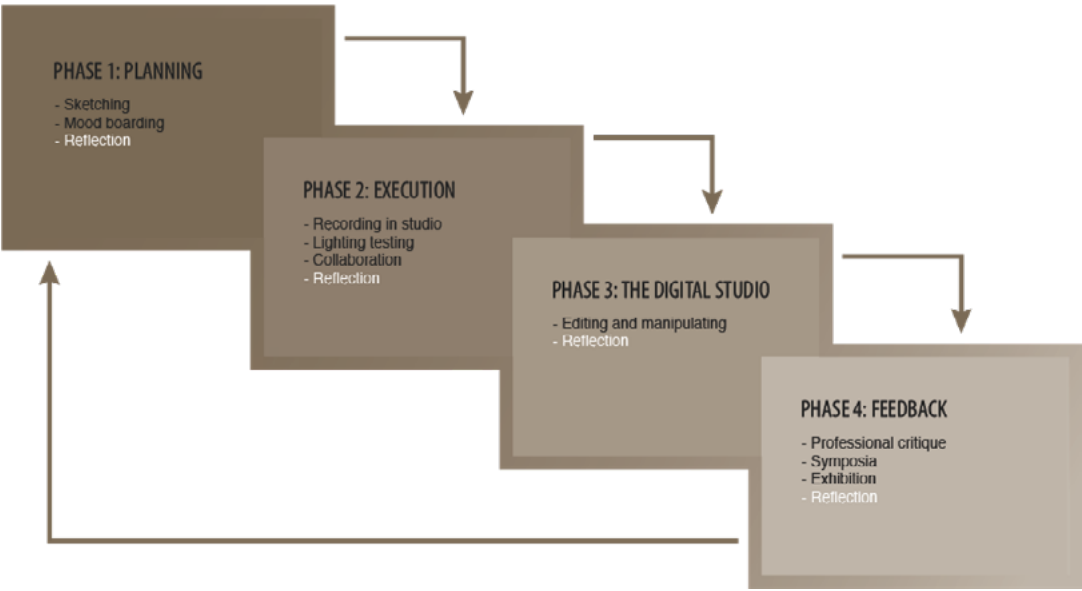 PHASE 1: PLANNING
- Sketching
- Mood boarding
- Reflection
PHASE 2: EXECUTION
- Recording in studio
- Lighting testing
- Collaboration
- Reflection
PHASE 3: THE DIGITAL STUDIO
- Editing and manipulating
- Reflection
PHASE 4: FEEDBACK
- Professional critique
- Symposia
- Exhibition
- Reflection